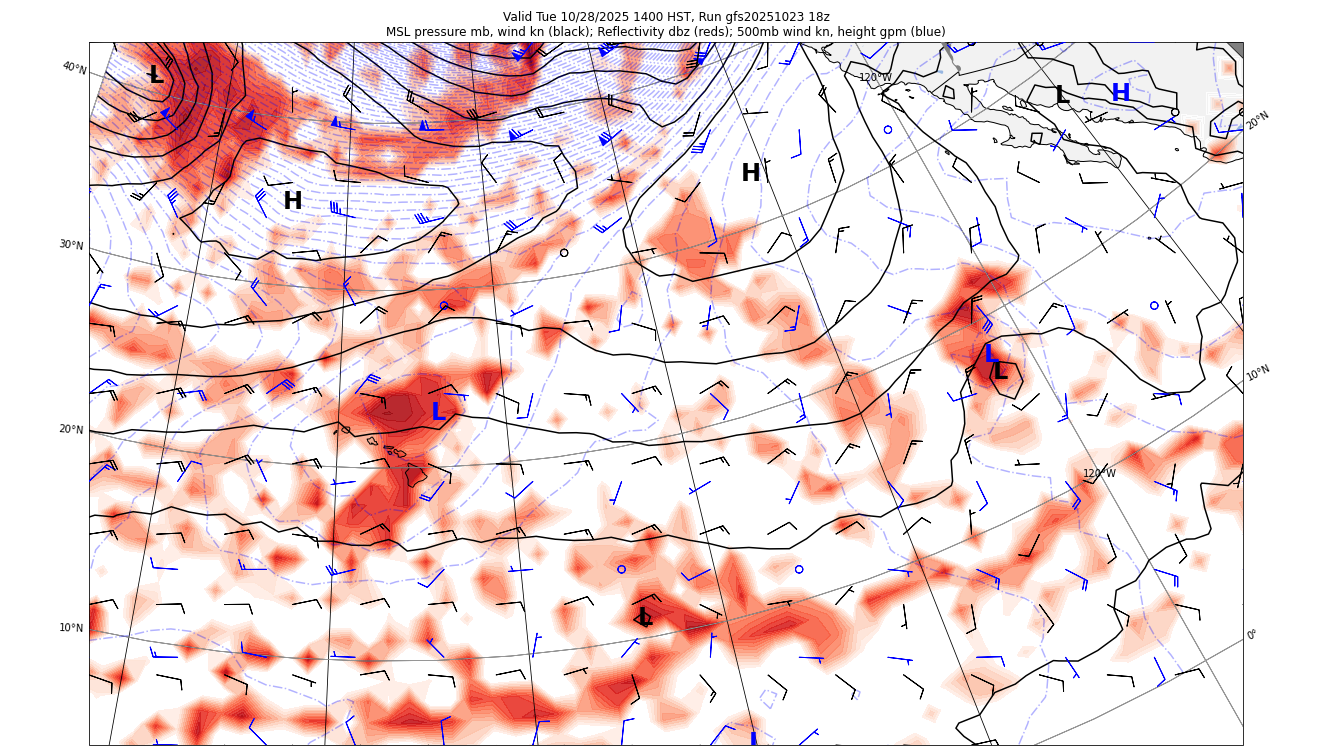 Valid Tue 10/28/2025 1400 HST, Run gfs20251023 18z
MSL pressure mb, wind kn (black); Reflectivity dbz (reds); 500mb wind kn, height gpm (blue)
40°N
L
120°W
L
H
20°N
H
H
30°N
L
L
10°N
L
20°N
120°W
L
10°N
0°
L